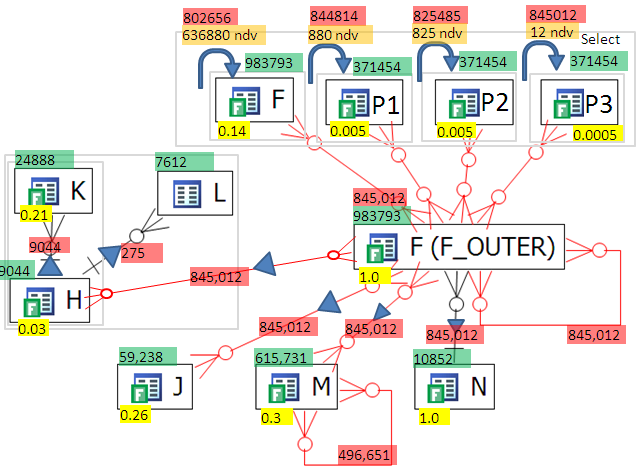 802656
844814
825485
845012
636880 ndv
880 ndv
825 ndv
12 ndv
Select
983793
371454
371454
371454
F
P1
P2
P3
0.14
0.005
0.005
0.0005
24888
7612
K
L
0.21
845,012
983793
9044
275
F (F_OUTER)
9044
845,012
1.0
H
0.03
845,012
845,012
845,012
845,012
59,238
615,731
10852
J
M
N
0.26
0.3
1.0
496,651